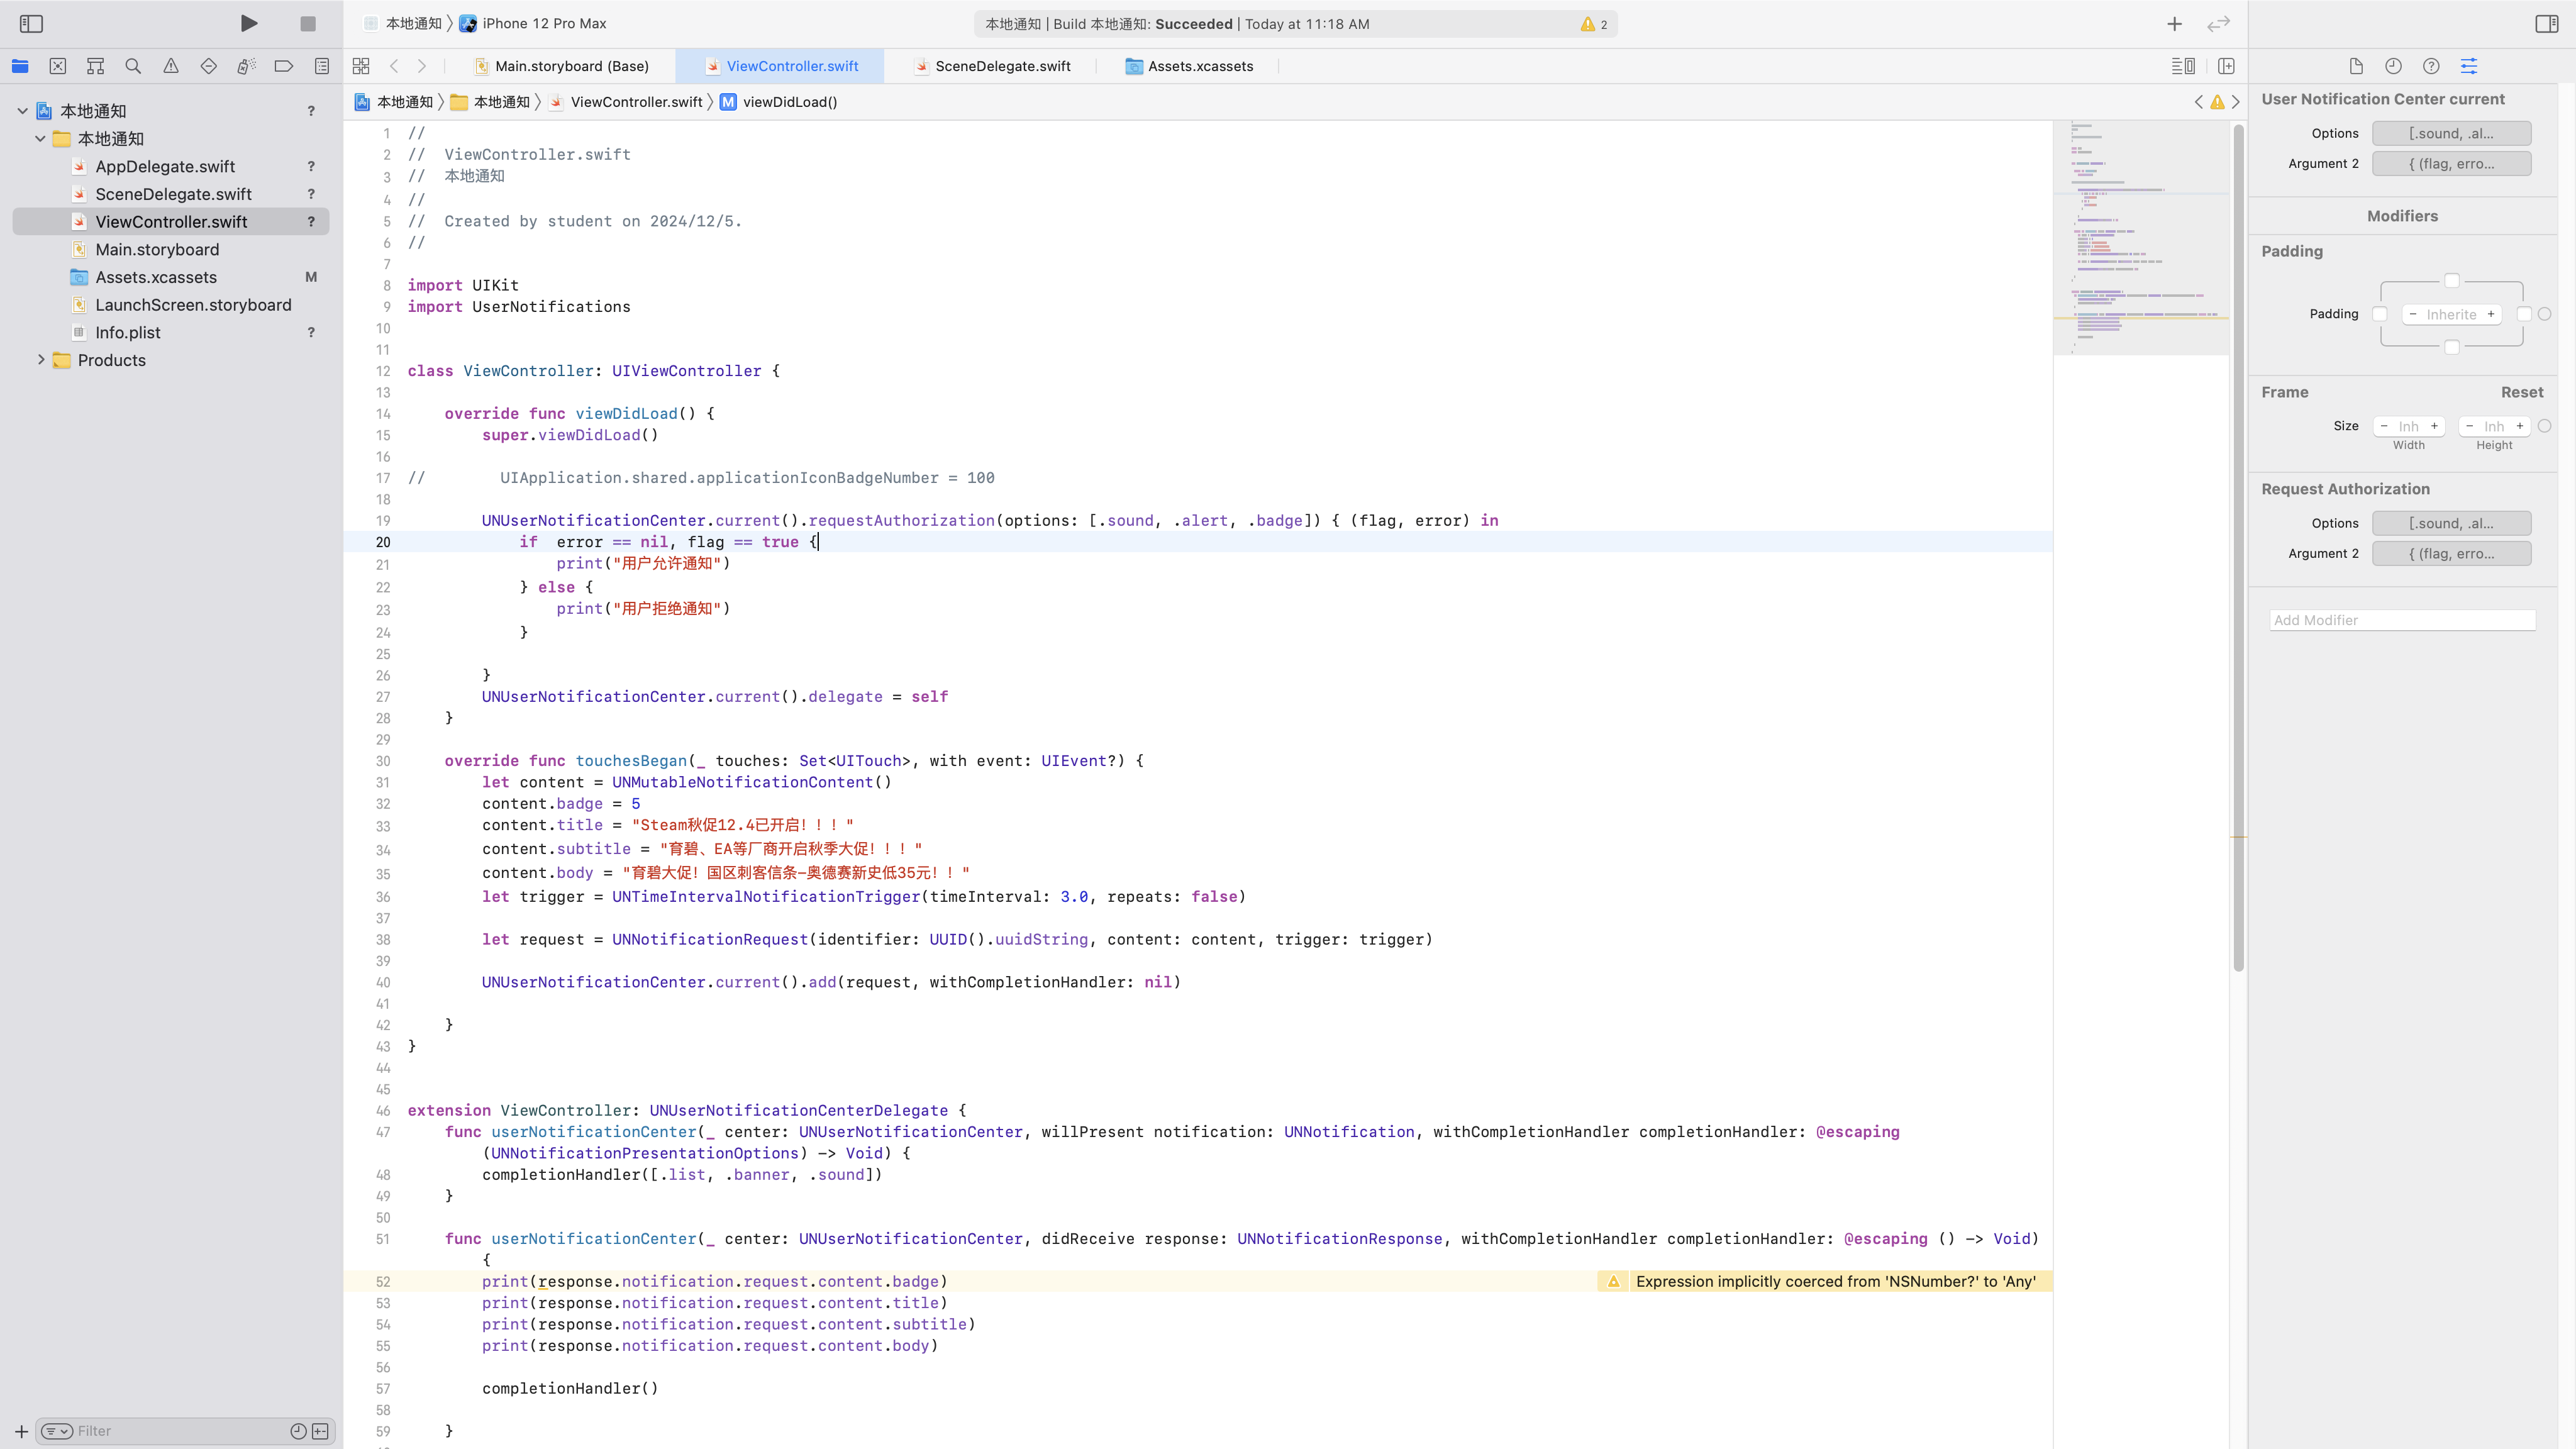 本地通知 〉 iPhone 12 Pro Max
本地通知 | Build 本地通知: Succeeded | Today at 11:18 AM
2
Main.storyboard (Base)
ViewController.swift
SceneDelegate.swift
Assets.xcassets
本地通知 〉 本地通知 〉 ViewController.swift 〉 M viewDidLoad()
本地通知 ?
本地通知
AppDelegate.swift ?
SceneDelegate.swift ?
ViewController.swift ?
Main.storyboard
Assets.xcassets M
LaunchScreen.storyboard
Info.plist ?
Products
Filter
1 //
2 //  ViewController.swift
3 //  本地通知
4 //
5 //  Created by student on 2024/12/5.
6 //
7
8 import UIKit
9 import UserNotifications
10
11
12 class ViewController: UIViewController {
13
14     override func viewDidLoad() {
15         super.viewDidLoad()
16
17 //        UIApplication.shared.applicationIconBadgeNumber = 100
18
19         UNUserNotificationCenter.current().requestAuthorization(options: [.sound, .alert, .badge]) { (flag, error) in
20             if  error == nil, flag == true {
21                 print("用户允许通知")
22             } else {
23                 print("用户拒绝通知")
24             }
25
26         }
27         UNUserNotificationCenter.current().delegate = self
28     }
29
30     override func touchesBegan(_ touches: Set<UITouch>, with event: UIEvent?) {
31         let content = UNMutableNotificationContent()
32         content.badge = 5
33         content.title = "Steam秋促12.4已开启！！！"
34         content.subtitle = "育碧、EA等厂商开启秋季大促！！！"
35         content.body = "育碧大促！国区刺客信条-奥德赛新史低35元！！"
36         let trigger = UNTimeIntervalNotificationTrigger(timeInterval: 3.0, repeats: false)
37
38         let request = UNNotificationRequest(identifier: UUID().uuidString, content: content, trigger: trigger)
39
40         UNUserNotificationCenter.current().add(request, withCompletionHandler: nil)
41
42     }
43 }
44
45
46 extension ViewController: UNUserNotificationCenterDelegate {
47     func userNotificationCenter(_ center: UNUserNotificationCenter, willPresent notification: UNNotification, withCompletionHandler completionHandler: @escaping
(UNNotificationPresentationOptions) -> Void) {
48         completionHandler([.list, .banner, .sound])
49     }
50
51     func userNotificationCenter(_ center: UNUserNotificationCenter, didReceive response: UNNotificationResponse, withCompletionHandler completionHandler: @escaping () -> Void)
{
52         print(response.notification.request.content.badge)
Expression implicitly coerced from 'NSNumber?' to 'Any'
53         print(response.notification.request.content.title)
54         print(response.notification.request.content.subtitle)
55         print(response.notification.request.content.body)
56
57         completionHandler()
58
59     }
User Notification Center current
Options [.sound, .al...
Argument 2 { (flag, erro...
Modifiers
Padding
Padding − Inherite +
Frame Reset
Size − Inh + − Inh +
Width Height
Request Authorization
Options [.sound, .al...
Argument 2 { (flag, erro...
Add Modifier